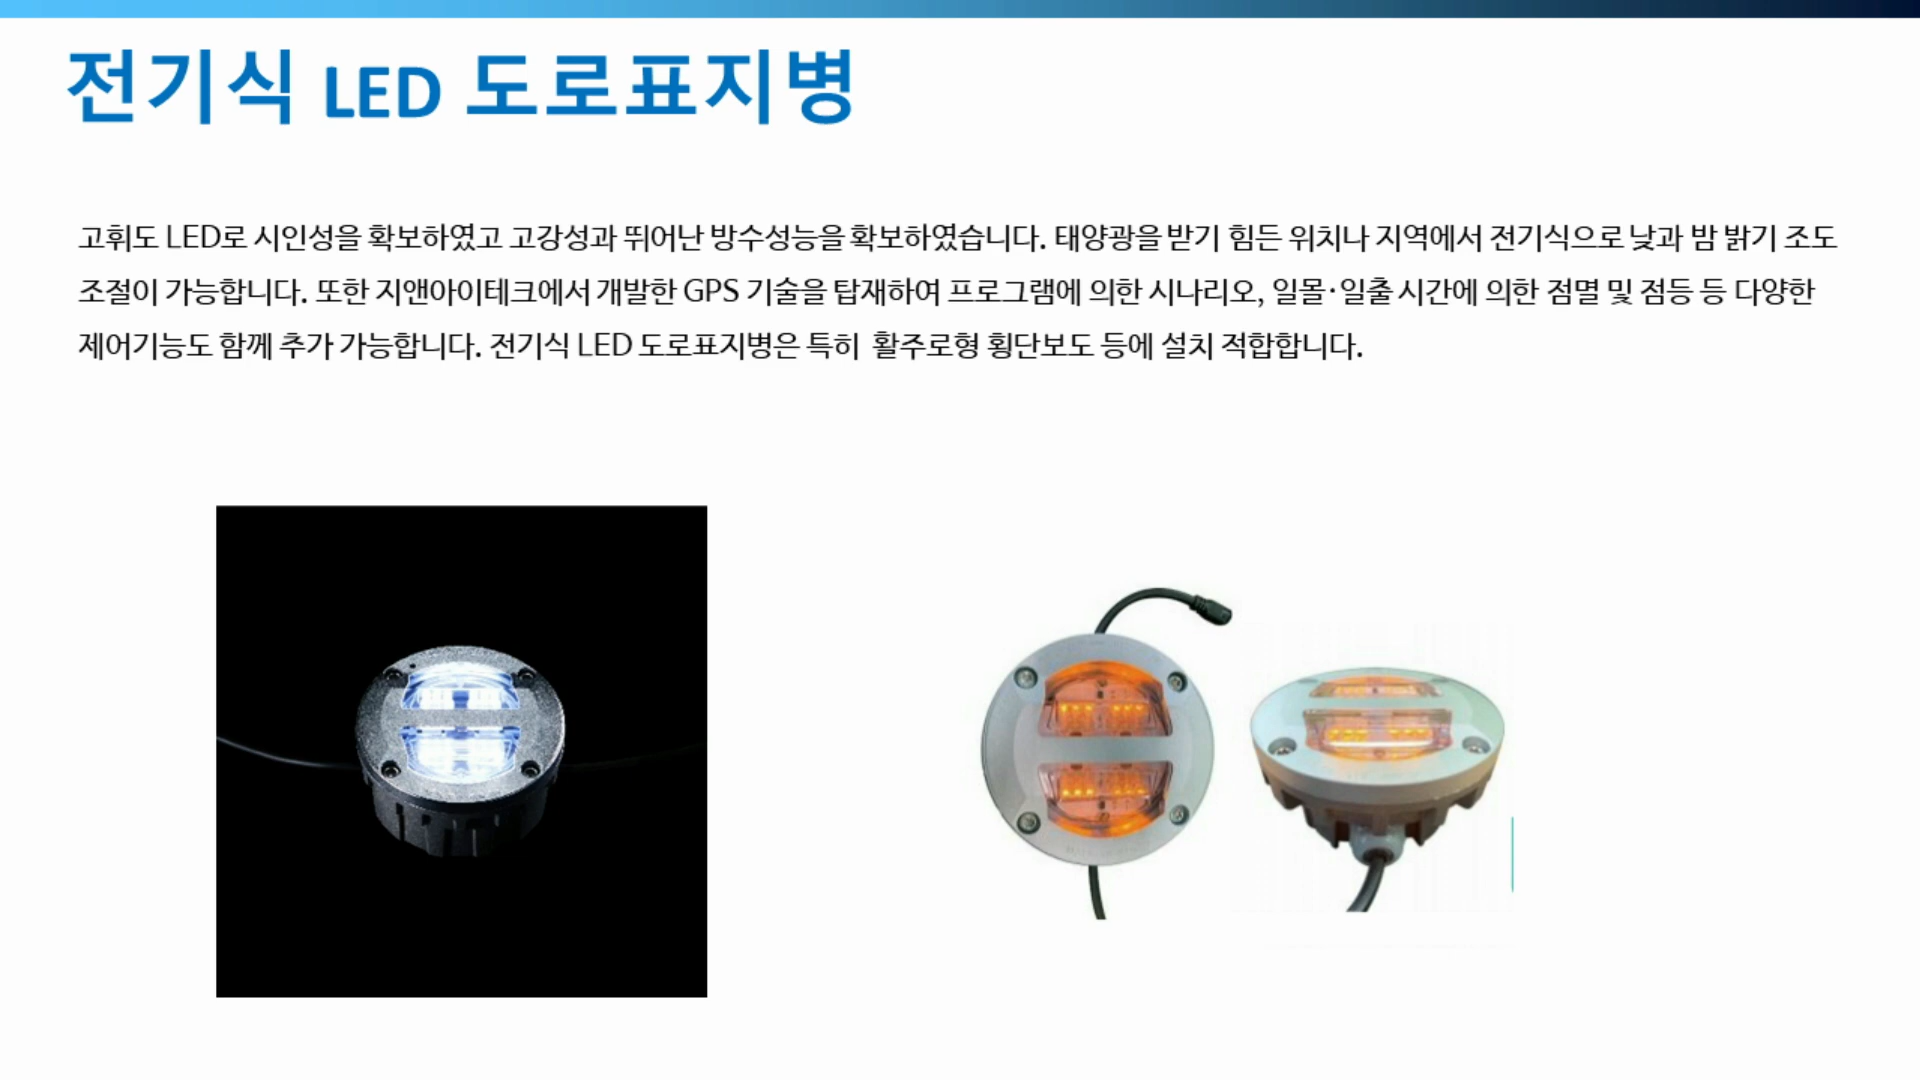 전기식 LED 도로표지병
고휘도 LED로 시인성을 확보하였고 고강성과 뛰어난 방수성능을 확보하였습니다. 태양광을 받기 힘든 위치나 지역에서 전기식으로 낮과 밤 밝기 조도
조절이 가능합니다. 또한 지앤아이테크에서 개발한 GPS 기술을 탑재하여 프로그램에 의한 시나리오, 일몰·일출 시간에 의한 점멸 및 점등 등 다양한
제어기능도 함께 추가 가능합니다. 전기식 LED 도로표지병은 특히 활주로형 횡단보도 등에 설치 적합합니다.